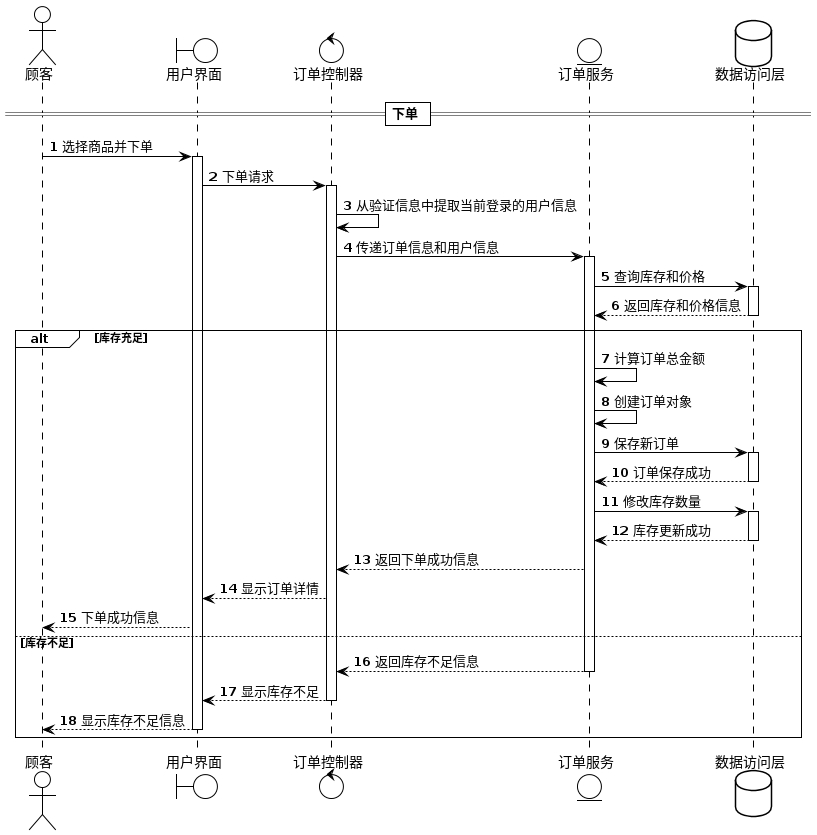 顾客
用户界面
订单控制器
订单服务
数据访问层
下单
1 选择商品并下单
2 下单请求
3 从验证信息中提取当前登录的用户信息
4 传递订单信息和用户信息
5 查询库存和价格
6 返回库存和价格信息
alt [库存充足]
7 计算订单总金额
8 创建订单对象
9 保存新订单
10 订单保存成功
11 修改库存数量
12 库存更新成功
13 返回下单成功信息
14 显示订单详情
15 下单成功信息
[库存不足]
16 返回库存不足信息
17 显示库存不足
18 显示库存不足信息
顾客
用户界面
订单控制器
订单服务
数据访问层